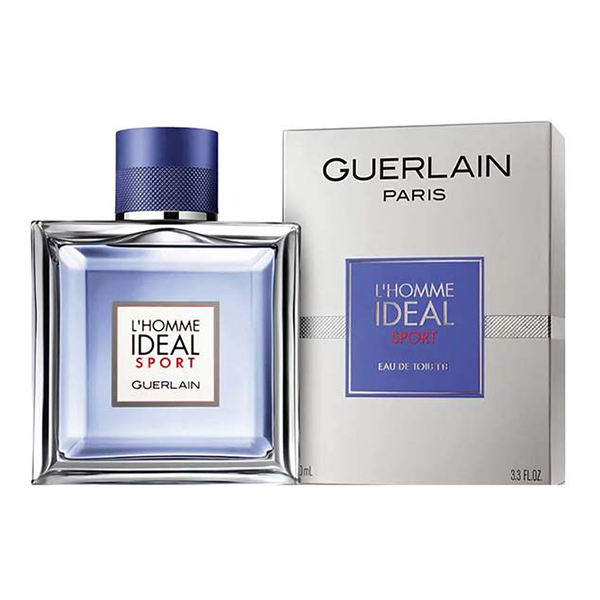 L'HOMME
IDEAL
SPORT
GUERLAIN
GUERLAIN
PARIS
L'HOMME
IDEAL
SPORT
EAU DE TOILETTE
3.3 FL.OZ.